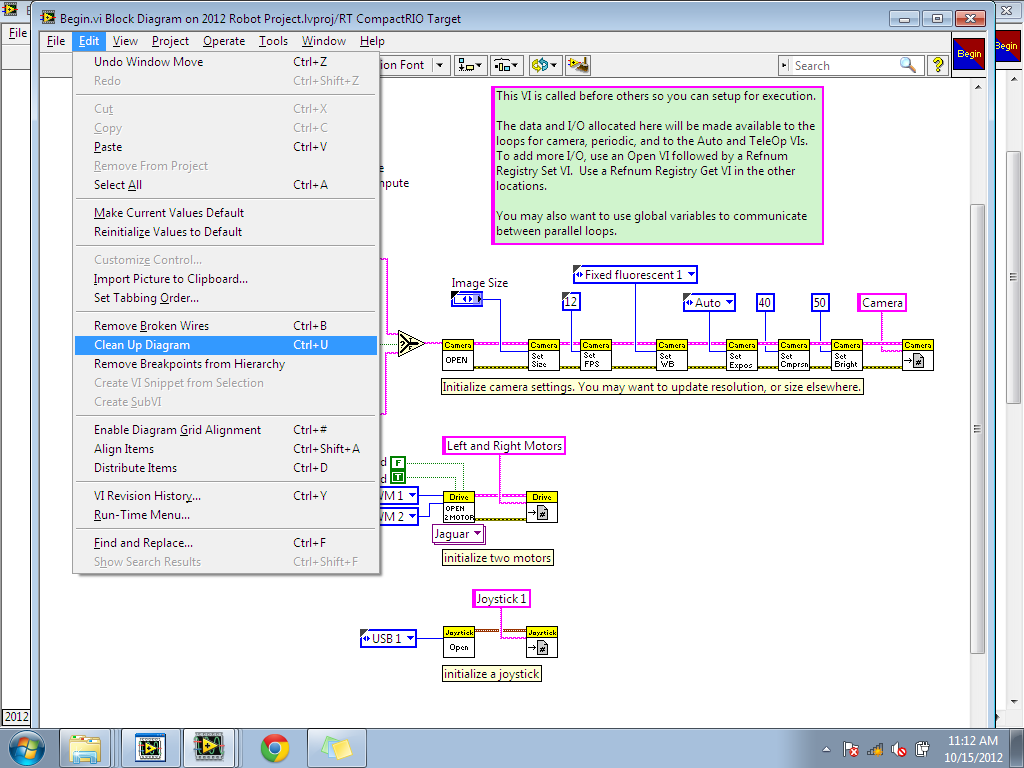 Begin.vi Block Diagram on 2012 Robot Project.lvproj/RT CompactRIO Target
File
File Edit View Project Operate Tools Window Help
Begin
Begin
on Font
Search
?
Undo Window Move Ctrl+Z
Redo Ctrl+Shift+Z
Cut Ctrl+X
Copy Ctrl+C
Paste Ctrl+V
Remove From Project
Select All Ctrl+A
Make Current Values Default
Reinitialize Values to Default
Customize Control...
Import Picture to Clipboard...
Set Tabbing Order...
Remove Broken Wires Ctrl+B
Clean Up Diagram Ctrl+U
Remove Breakpoints from Hierarchy
Create VI Snippet from Selection
Create SubVI
Enable Diagram Grid Alignment Ctrl+#
Align Items Ctrl+Shift+A
Distribute Items Ctrl+D
VI Revision History... Ctrl+Y
Run-Time Menu...
Find and Replace... Ctrl+F
Show Search Results Ctrl+Shift+F
This VI is called before others so you can setup for execution.
The data and I/O allocated here will be made available to the
loops for camera, periodic, and to the Auto and TeleOp VIs.
To add more I/O, use an Open VI followed by a Refnum
Registry Set VI. Use a Refnum Registry Get VI in the other
locations.
You may also want to use global variables to communicate
between parallel loops.
e
mpute
Image Size
Fixed fluorescent 1
12
Auto
40
50
Camera
Camera OPEN
Camera Set Size
Camera Set FPS
Camera Set WB
Camera Set Expos
Camera Set Cmprsn
Camera Set Bright
Camera #
Initialize camera settings. You may want to update resolution, or size elsewhere.
Left and Right Motors
d F
d T
WM 1
WM 2
Drive OPEN 2MOTOR
Drive #
Jaguar
initialize two motors
Joystick 1
USB 1
Joystick Open
Joystick #
initialize a joystick
2012
11:12 AM
10/15/2012